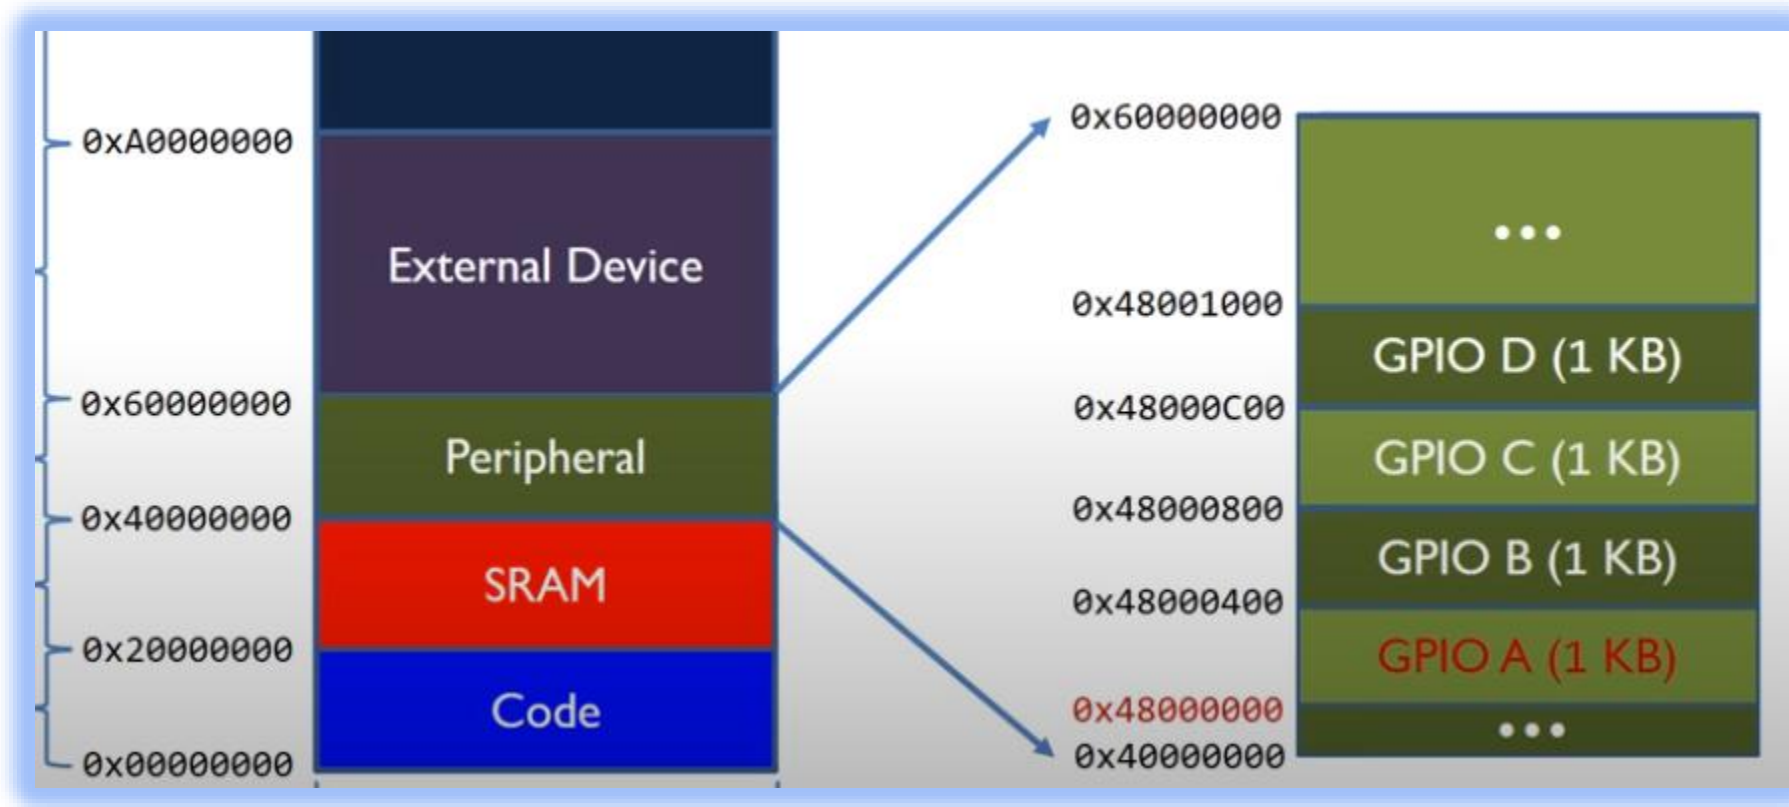 0xA0000000
External Device
0x60000000
Peripheral
0x40000000
SRAM
0x20000000
Code
0x00000000
0x60000000
...
0x48001000
GPIO D (1 KB)
0x48000C00
GPIO C (1 KB)
0x48000800
GPIO B (1 KB)
0x48000400
GPIO A (1 KB)
0x48000000
...
0x40000000